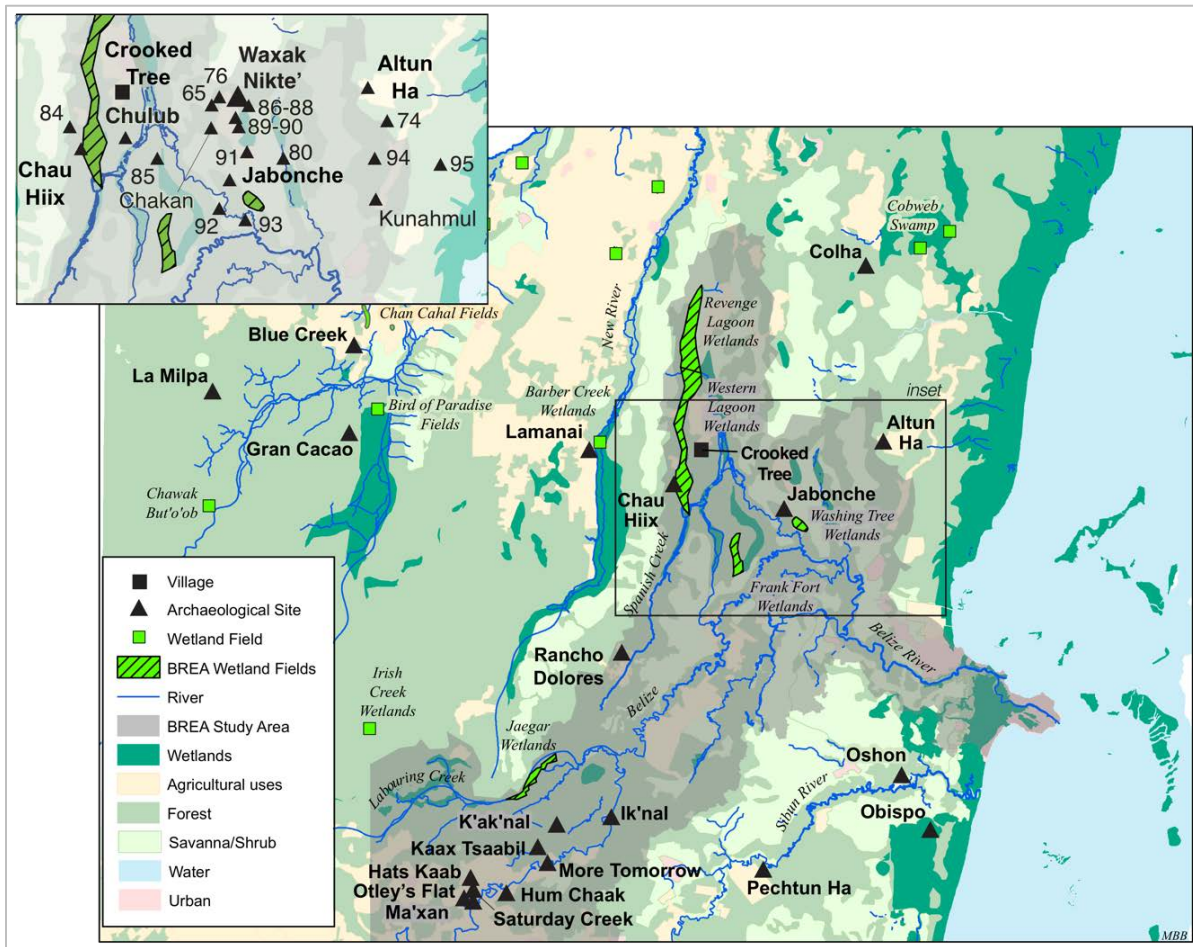 Crooked
Tree
76
65
Waxak
Nikte'
Altun
Ha
84
Chulub
86-88
89-90
74
Chau
Hiix
85
91
80
94
95
Chakan
Jabonche
92
93
Kunahmul
Cobweb
Swamp
Colha
Chan Cahal Fields
New River
Revenge
Lagoon
Wetlands
Blue Creek
La Milpa
Western
Lagoon
Wetlands
inset
Barber Creek
Wetlands
Bird of Paradise
Fields
Gran Cacao
Lamanai
Altun
Ha
Crooked
Tree
Chau
Hiix
Jabonche
Washing Tree
Wetlands
Chawak
But'o'ob
Spanish Creek
Frank Fort
Wetlands
Village
Archaeological Site
Wetland Field
BREA Wetland Fields
River
BREA Study Area
Wetlands
Agricultural uses
Forest
Savanna/Shrub
Water
Urban
Rancho
Dolores
Belize River
Irish
Creek
Wetlands
Belize
Jaegar
Wetlands
Labouring Creek
Oshon
Sibun River
Obispo
K'ak'nal
Ik'nal
Kaax Tsaabil
More Tomorrow
Pechtun Ha
Hats Kaab
Otley's Flat
Hum Chaak
Ma'xan
Saturday Creek
MBB